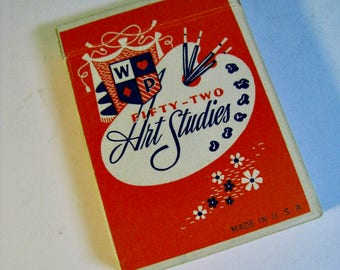 W
P
FIFTY-TWO
Art Studies
MADE IN U.S.A.